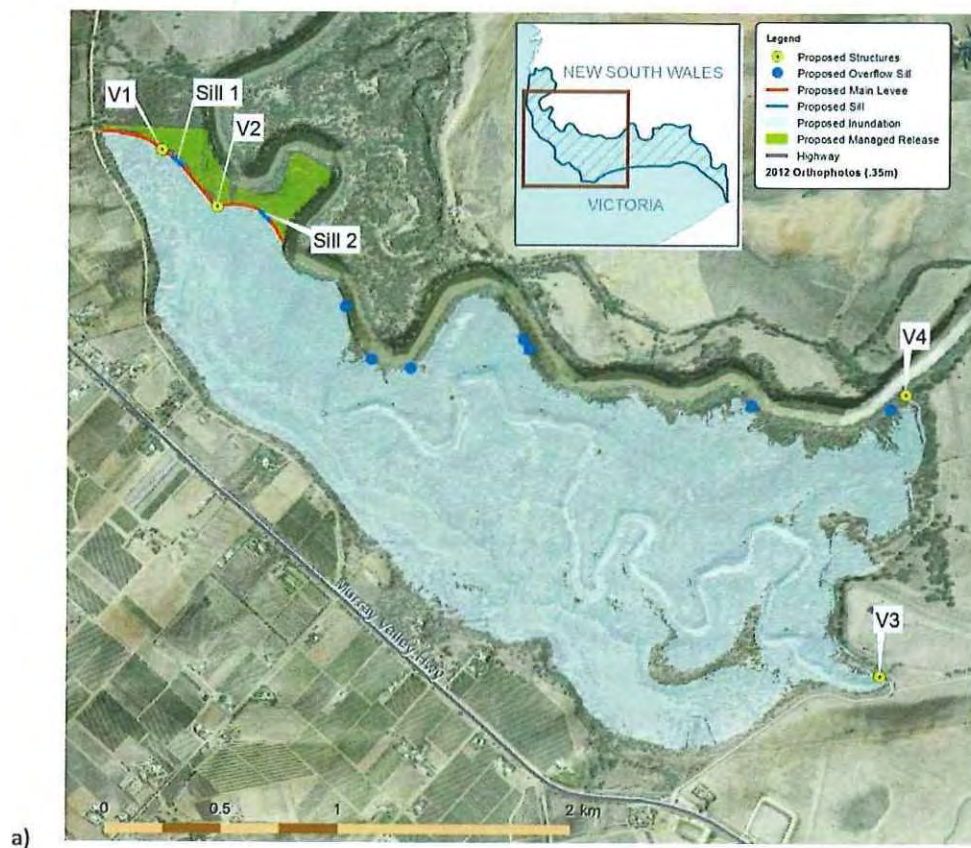 NEW SOUTH WALES
VICTORIA
Legend
Proposed Structures
Proposed Overflow Sill
Proposed Main Levee
Proposed Sill
Proposed Inundation
Proposed Managed Release
Highway
2012 Orthophotos (.35m)
V1
Sill 1
V2
Sill 2
V4
V3
Murray Valley Hwy
0 0.5 1 2 km
a)